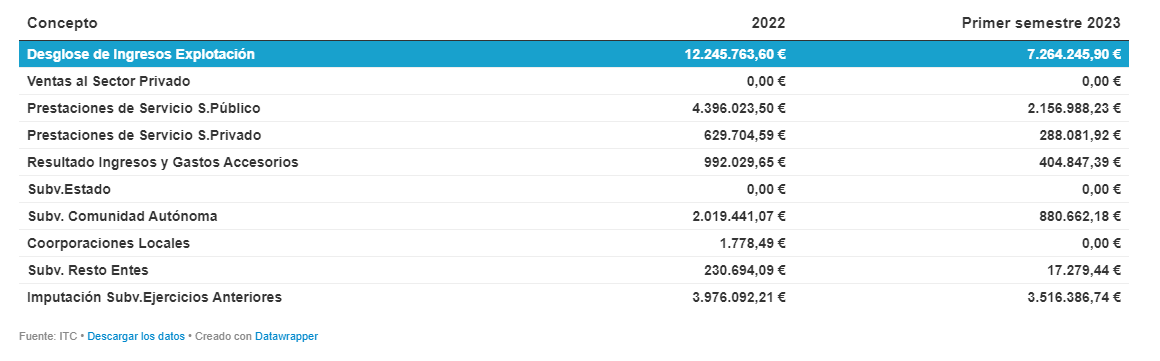 Concepto 2022 Primer semestre 2023
Desglose de Ingresos Explotación 12.245.763,60 € 7.264.245,90 €
Ventas al Sector Privado 0,00 € 0,00 €
Prestaciones de Servicio S.Público 4.396.023,50 € 2.156.988,23 €
Prestaciones de Servicio S.Privado 629.704,59 € 288.081,92 €
Resultado Ingresos y Gastos Accesorios 992.029,65 € 404.847,39 €
Subv.Estado 0,00 € 0,00 €
Subv. Comunidad Autónoma 2.019.441,07 € 880.662,18 €
Coorporaciones Locales 1.778,49 € 0,00 €
Subv. Resto Entes 230.694,09 € 17.279,44 €
Imputación Subv.Ejercicios Anteriores 3.976.092,21 € 3.516.386,74 €
Fuente: ITC • Descargar los datos • Creado con Datawrapper